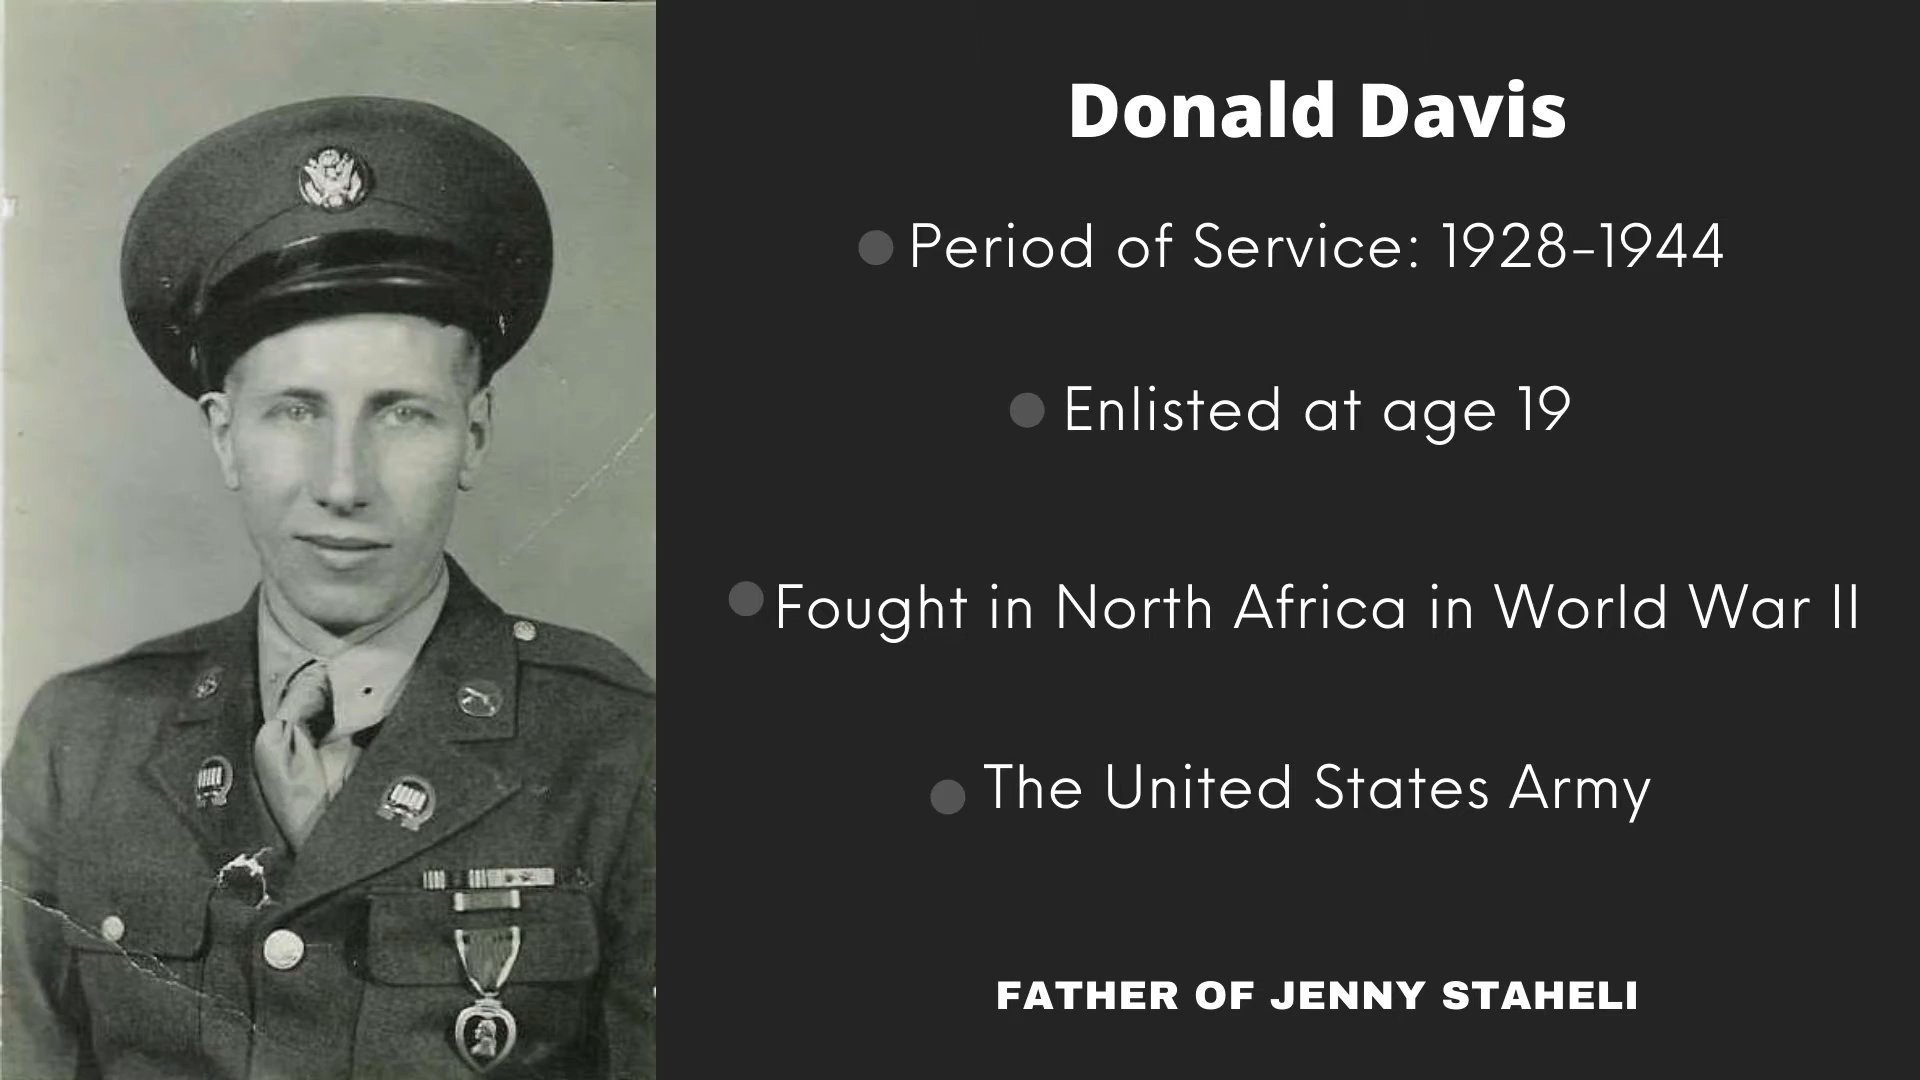 Donald Davis
Period of Service: 1928-1944
Enlisted at age 19
Fought in North Africa in World War II
The United States Army
FATHER OF JENNY STAHELI